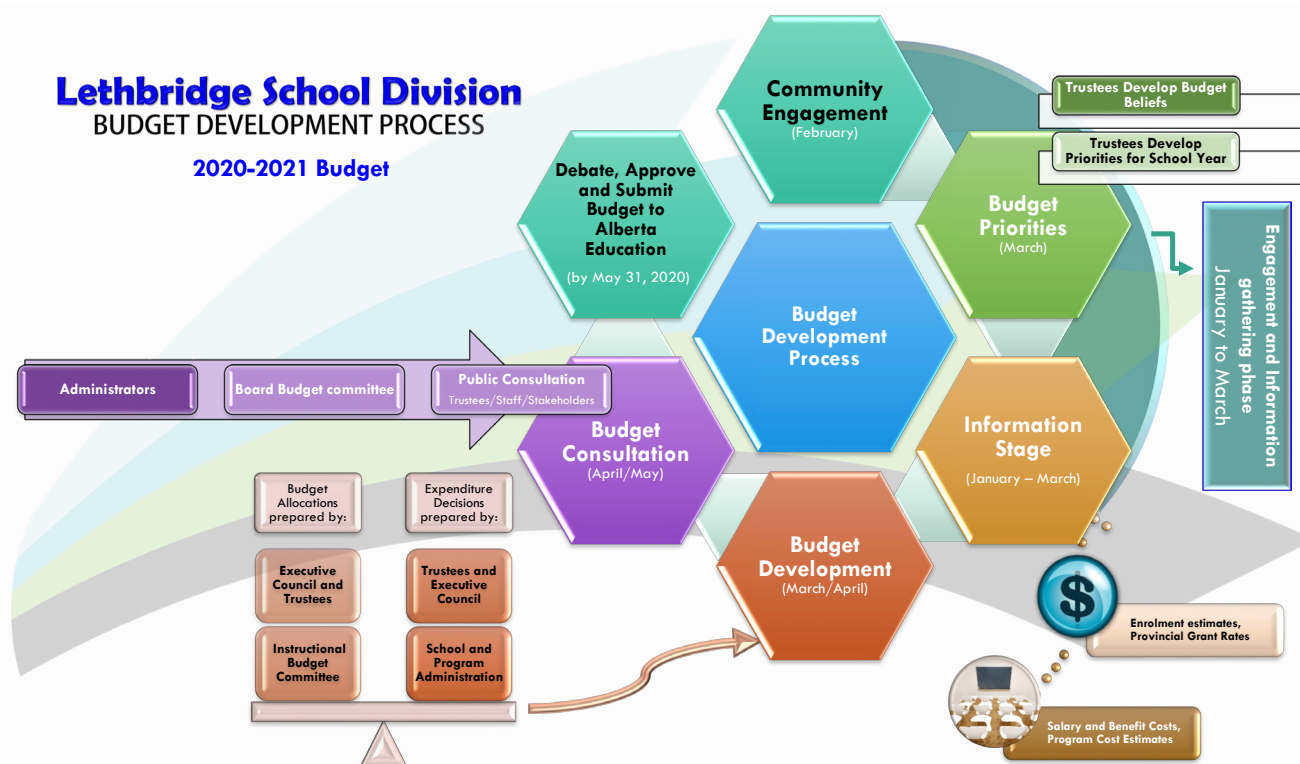 Lethbridge School Division
BUDGET DEVELOPMENT PROCESS
2020-2021 Budget
Community
Engagement
(February)
Trustees Develop Budget
Beliefs
Trustees Develop
Priorities for School Year
Budget
Priorities
(March)
Engagement and Information
gathering phase
January to March
Debate, Approve
and Submit
Budget to
Alberta
Education
(by May 31, 2020)
Budget
Development
Process
Administrators
Board Budget committee
Public Consultation
Trustees/Staff/Stakeholders
Budget
Consultation
(April/May)
Information
Stage
(January – March)
Budget
Allocations
prepared by:
Expenditure
Decisions
prepared by:
Executive
Council and
Trustees
Trustees and
Executive
Council
Instructional
Budget
Committee
School and
Program
Administration
Budget
Development
(March/April)
$
Enrolment estimates,
Provincial Grant Rates
Salary and Benefit Costs,
Program Cost Estimates